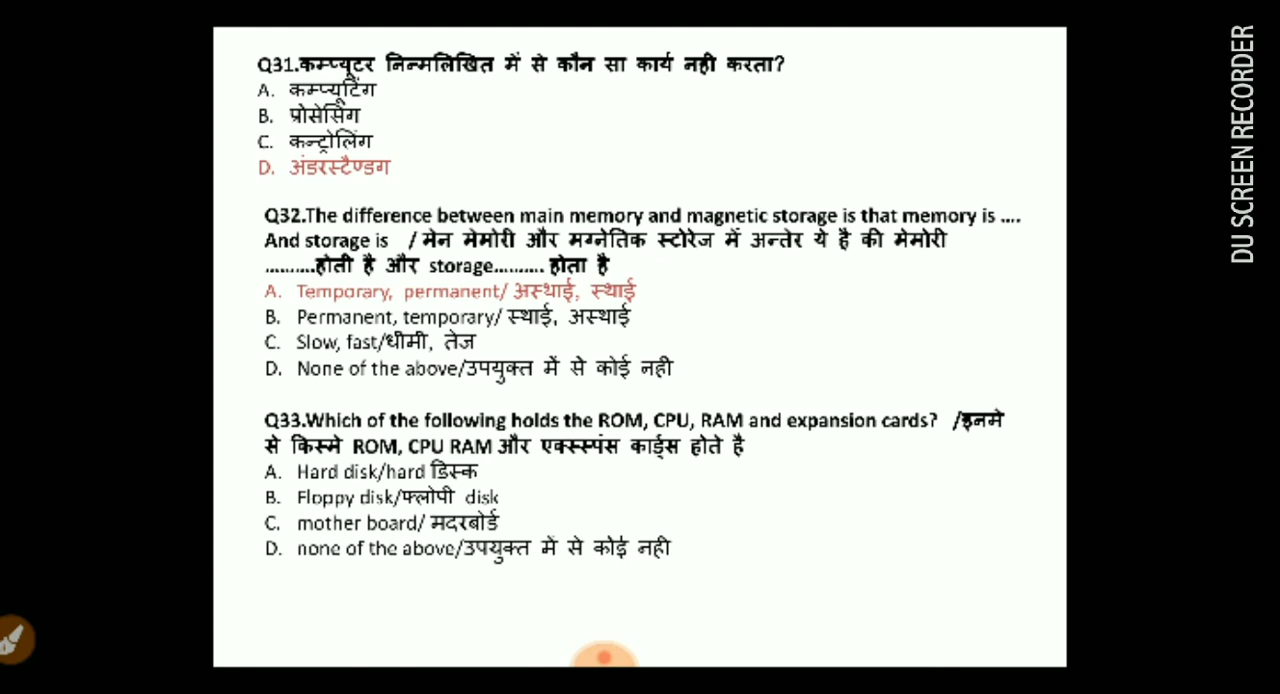 Q31.कम्प्यूटर निन्मलिखित में से कौन सा कार्य नही करता?
A. कम्प्यूटिंग
B. प्रोसेसिंग
C. कन्ट्रोलिंग
D. अंडरस्टैण्डग
Q32.The difference between main memory and magnetic storage is that memory is ....
And storage is / मेन मेमोरी और मग्नेतिक स्टोरेज में अन्तेर ये है की मेमोरी
..........होती है और storage.......... होता है
A. Temporary, permanent/ अस्थाई, स्थाई
B. Permanent, temporary/ स्थाई, अस्थाई
C. Slow, fast/धीमी, तेज
D. None of the above/उपयुक्त में से कोई नही
Q33.Which of the following holds the ROM, CPU, RAM and expansion cards? /इनमे
से किस्मे ROM, CPU RAM और एक्स्स्पंस कार्ड्स होते है
A. Hard disk/hard डिस्क
B. Floppy disk/फ्लोपी disk
C. mother board/ मदरबोर्ड
D. none of the above/उपयुक्त में से कोई नही
DU SCREEN RECORDER